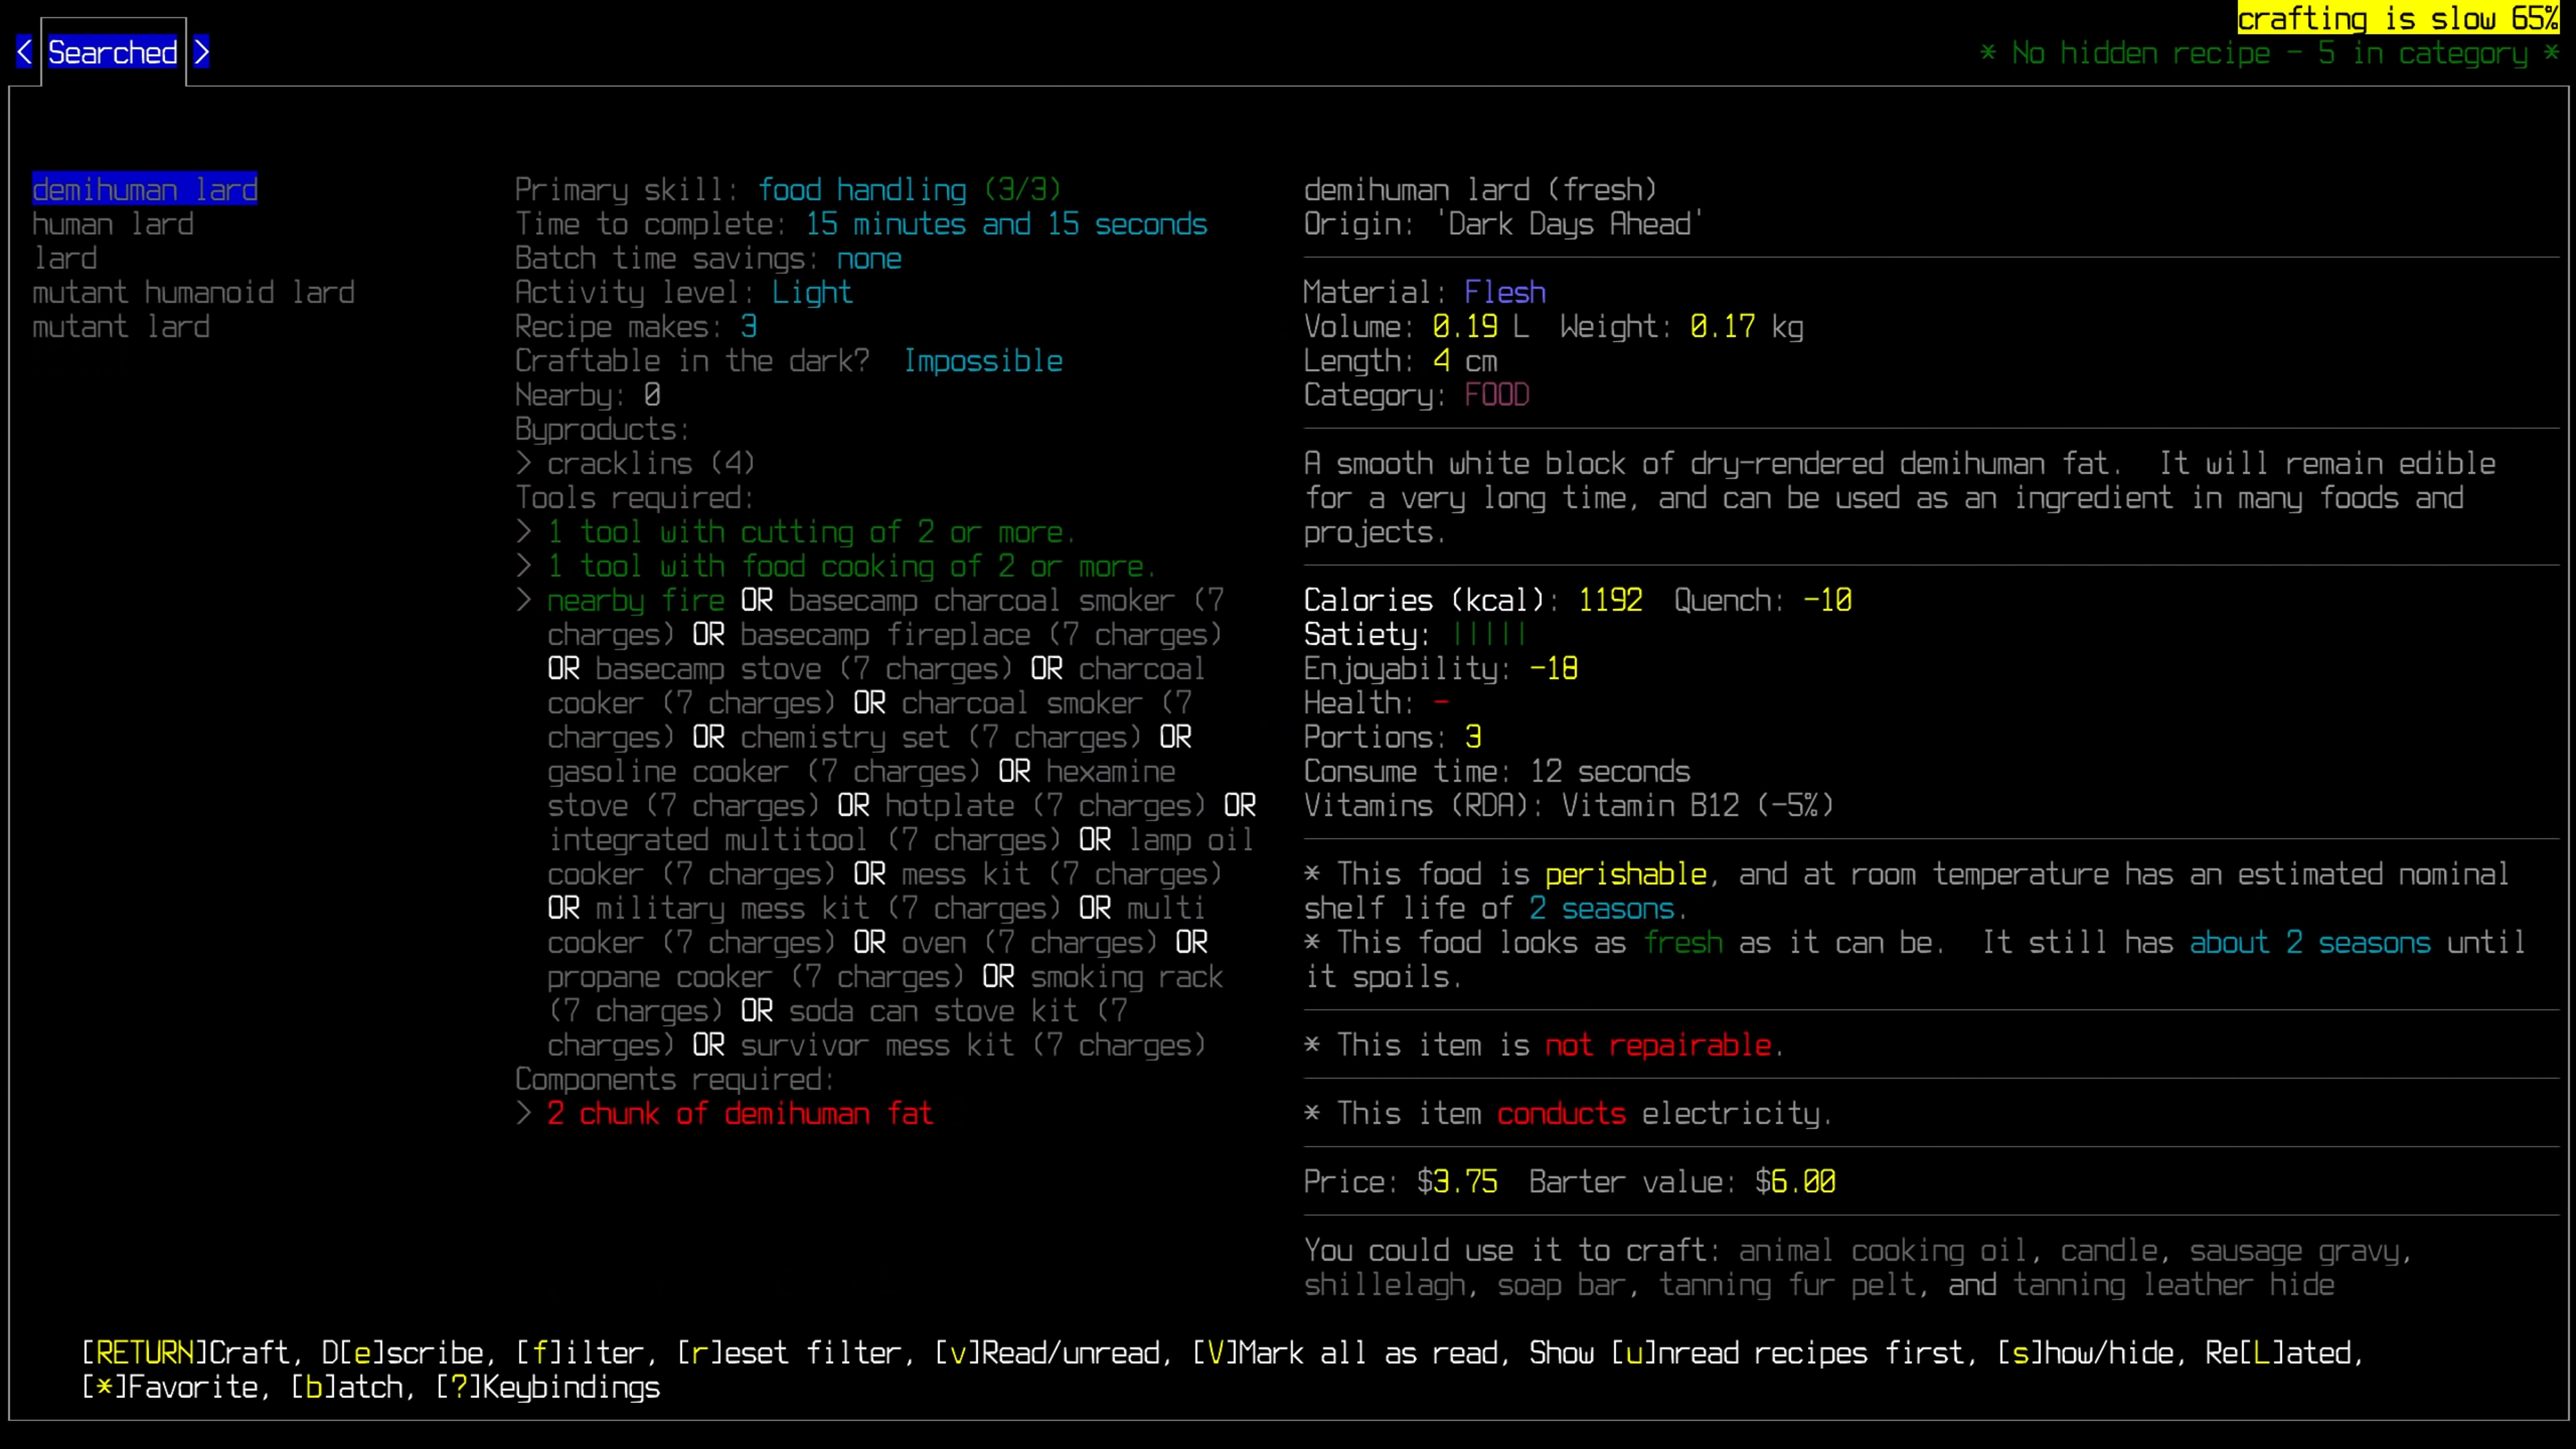 crafting is slow 65%
< Searched >
* No hidden recipe - 5 in category *
demihuman lard
human lard
lard
mutant humanoid lard
mutant lard
Primary skill: food handling (3/3)
Time to complete: 15 minutes and 15 seconds
Batch time savings: none
Activity level: Light
Recipe makes: 3
Craftable in the dark?  Impossible
Nearby: 0
Byproducts:
> cracklins (4)
Tools required:
> 1 tool with cutting of 2 or more.
> 1 tool with food cooking of 2 or more.
> nearby fire OR basecamp charcoal smoker (7
charges) OR basecamp fireplace (7 charges)
OR basecamp stove (7 charges) OR charcoal
cooker (7 charges) OR charcoal smoker (7
charges) OR chemistry set (7 charges) OR
gasoline cooker (7 charges) OR hexamine
stove (7 charges) OR hotplate (7 charges) OR
integrated multitool (7 charges) OR lamp oil
cooker (7 charges) OR mess kit (7 charges)
OR military mess kit (7 charges) OR multi
cooker (7 charges) OR oven (7 charges) OR
propane cooker (7 charges) OR smoking rack
(7 charges) OR soda can stove kit (7
charges) OR survivor mess kit (7 charges)
Components required:
> 2 chunk of demihuman fat
demihuman lard (fresh)
Origin: 'Dark Days Ahead'
Material: Flesh
Volume: 0.19 L  Weight: 0.17 kg
Length: 4 cm
Category: FOOD
A smooth white block of dry-rendered demihuman fat.  It will remain edible
for a very long time, and can be used as an ingredient in many foods and
projects.
Calories (kcal): 1192  Quench: -10
Satiety: |||||
Enjoyability: -18
Health: -
Portions: 3
Consume time: 12 seconds
Vitamins (RDA): Vitamin B12 (-5%)
* This food is perishable, and at room temperature has an estimated nominal
shelf life of 2 seasons.
* This food looks as fresh as it can be.  It still has about 2 seasons until
it spoils.
* This item is not repairable.
* This item conducts electricity.
Price: $3.75  Barter value: $6.00
You could use it to craft: animal cooking oil, candle, sausage gravy,
shillelagh, soap bar, tanning fur pelt, and tanning leather hide
[RETURN]Craft, D[e]scribe, [f]ilter, [r]eset filter, [v]Read/unread, [V]Mark all as read, Show [u]nread recipes first, [s]how/hide, Re[L]ated,
[*]Favorite, [b]atch, [?]Keybindings